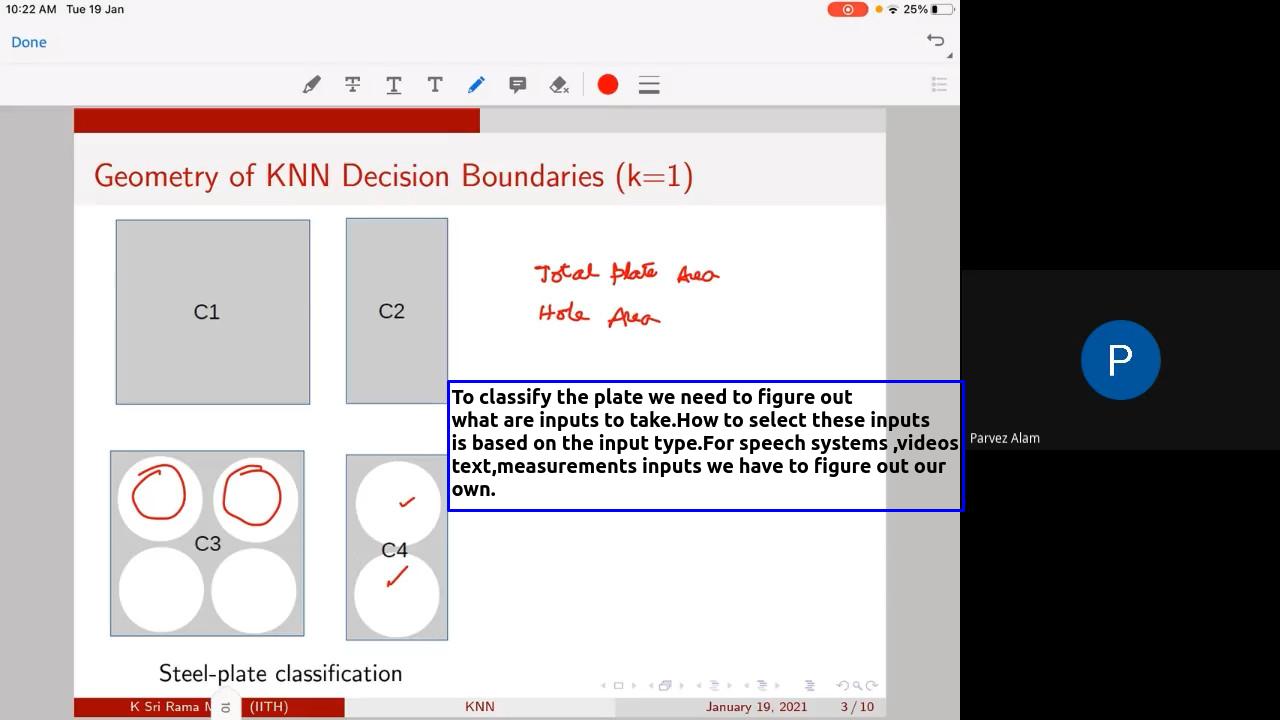 10:22 AM Tue 19 Jan
25%
Done
Geometry of KNN Decision Boundaries (k=1)
C1
C2
Total plate Area
Hole Area
To classify the plate we need to figure out
what are inputs to take.How to select these inputs
is based on the input type.For speech systems ,videos
text,measurements inputs we have to figure out our
own.
P
Parvez Alam
C3
C4
Steel-plate classification
K Sri Rama M (IITH)
10
KNN
January 19, 2021
3 / 10